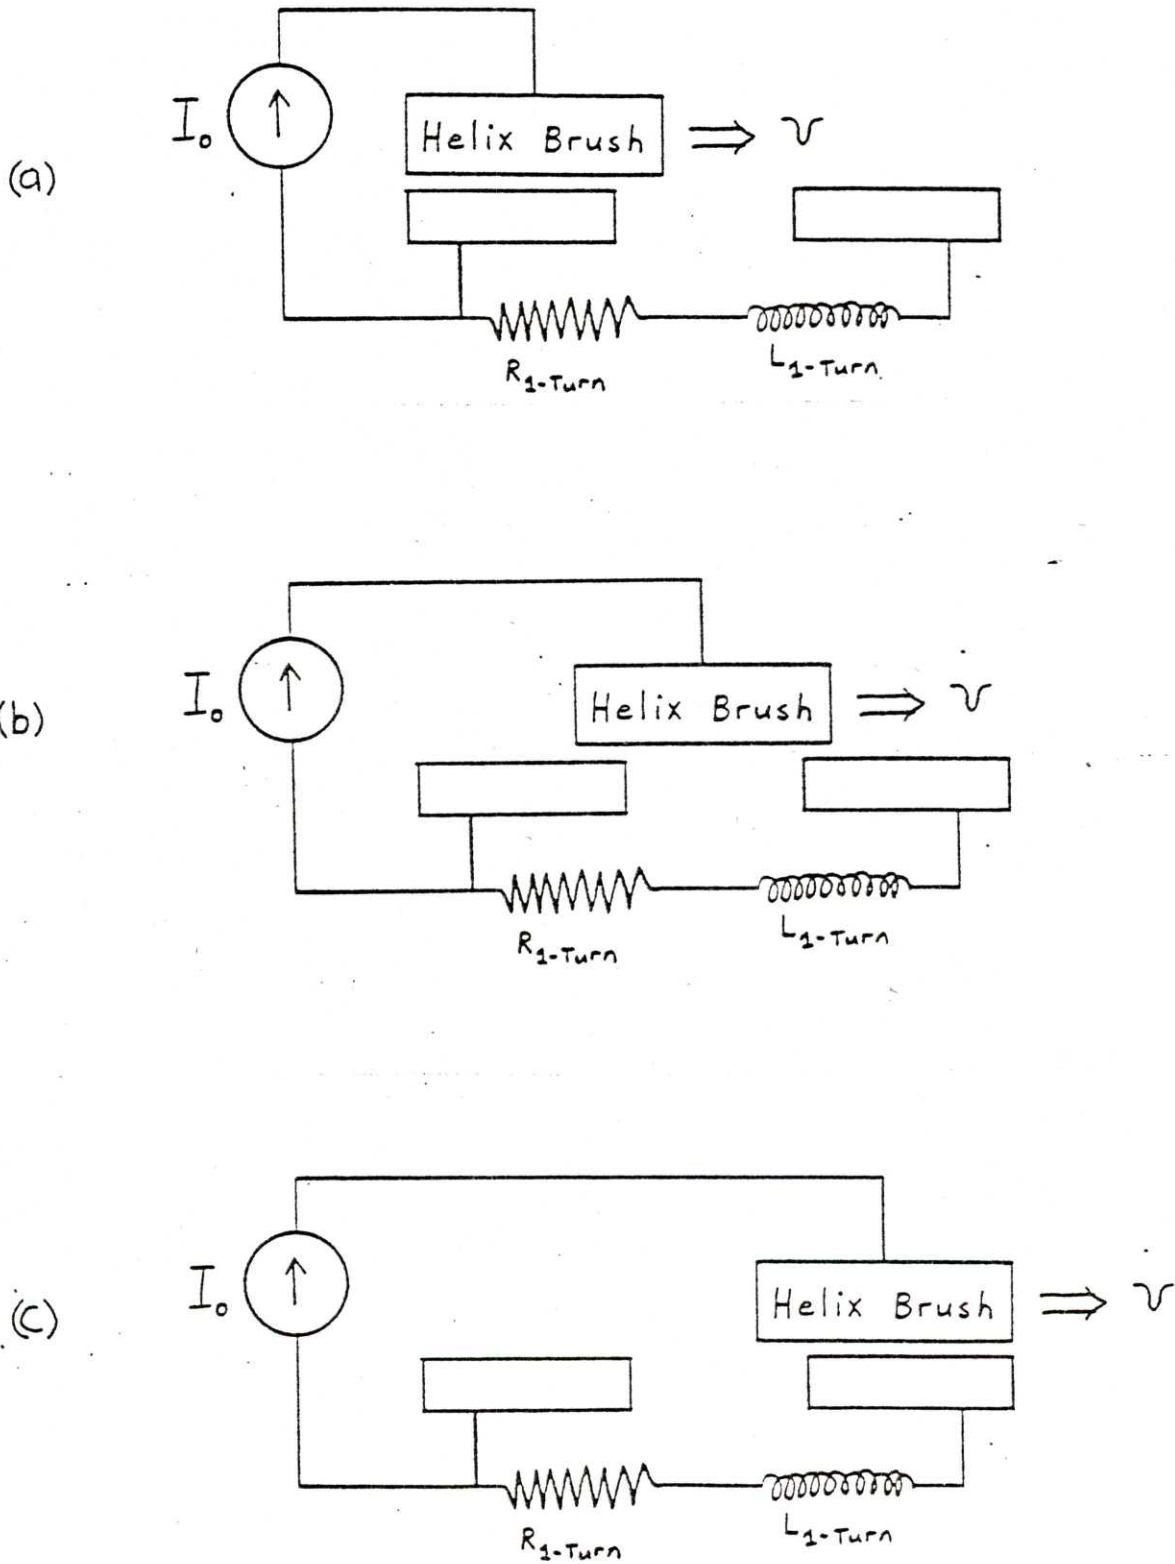 (a)
I₀
Helix Brush
v
R₁-Turn
L₁-Turn
(b)
I₀
Helix Brush
v
R₁-Turn
L₁-Turn
(c)
I₀
Helix Brush
v
R₁-Turn
L₁-Turn